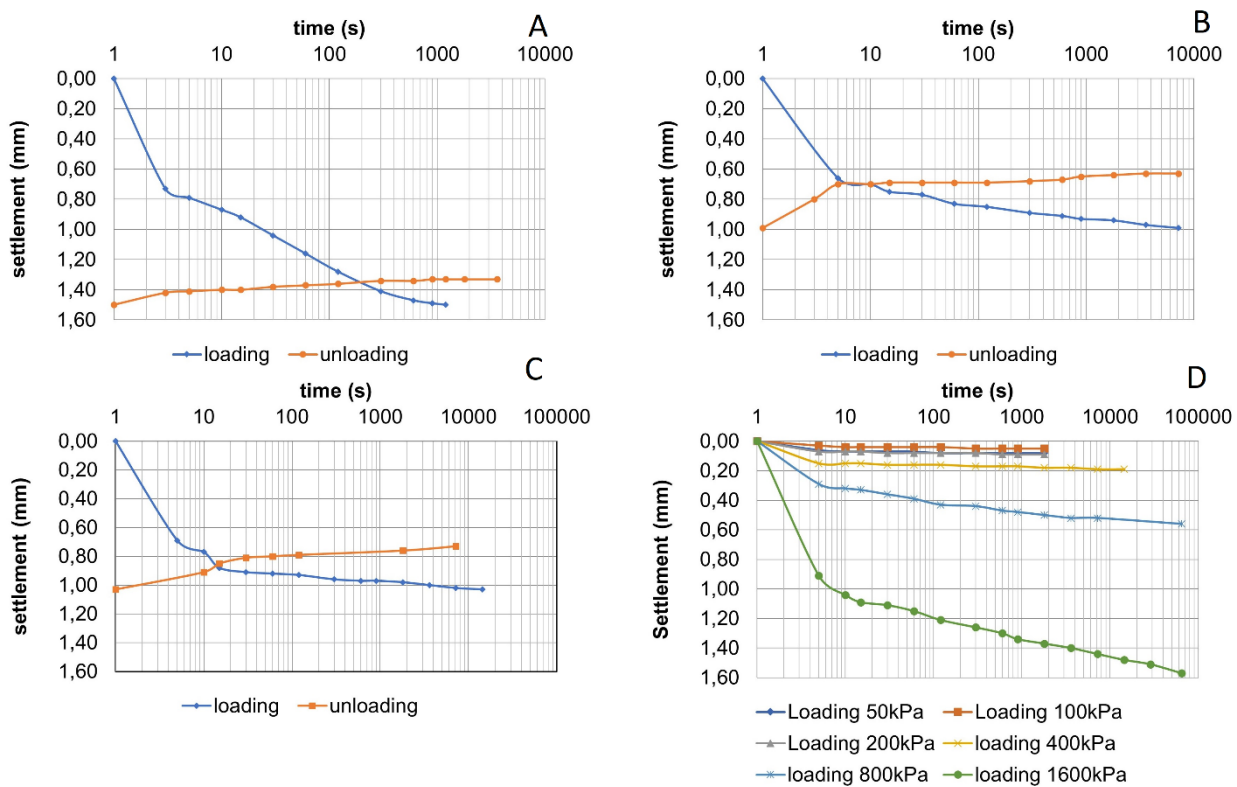 time (s) A
1 10 100 1000 10000
0,00
0,20
0,40
0,60
0,80
1,00
1,20
1,40
1,60
settlement (mm)
loading unloading
time (s) B
1 10 100 1000 10000
0,00
0,20
0,40
0,60
0,80
1,00
1,20
1,40
1,60
settlement (mm)
loading unloading
time (s) C
1 10 100 1000 10000 100000
0,00
0,20
0,40
0,60
0,80
1,00
1,20
1,40
1,60
settlement (mm)
loading unloading
time (s) D
1 10 100 1000 10000 100000
0,00
0,20
0,40
0,60
0,80
1,00
1,20
1,40
1,60
Settlement (mm)
Loading 50kPa Loading 100kPa
Loading 200kPa loading 400kPa
loading 800kPa loading 1600kPa